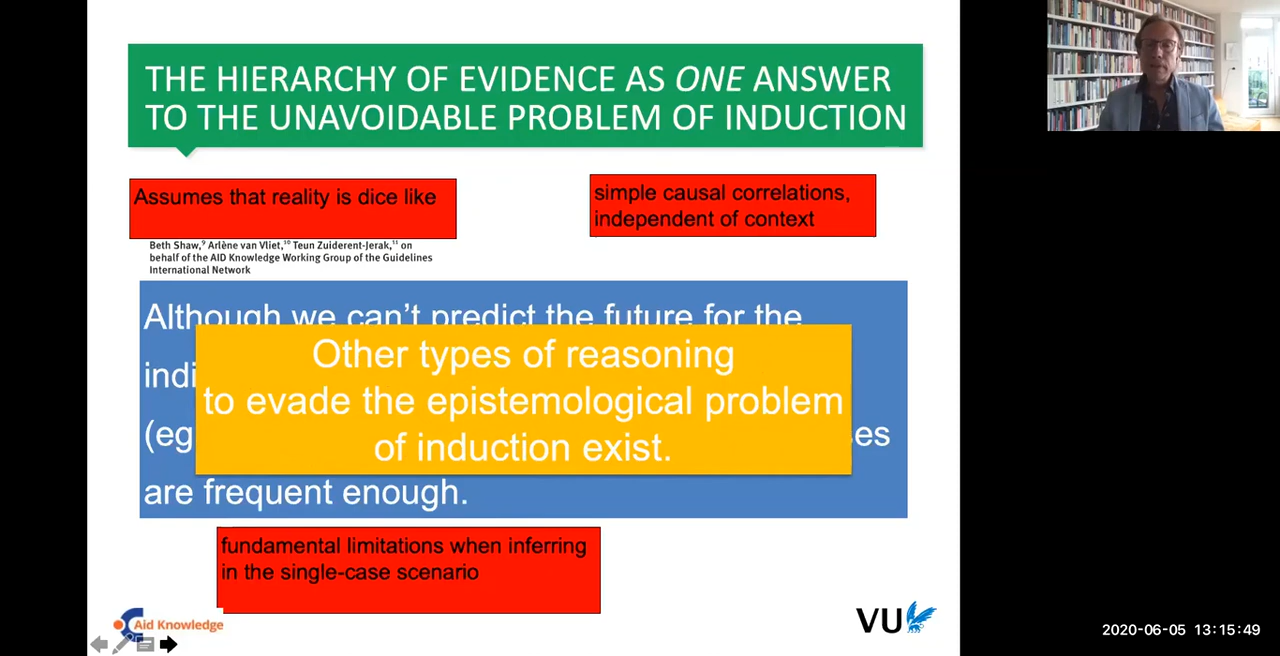 THE HIERARCHY OF EVIDENCE AS ONE ANSWER
TO THE UNAVOIDABLE PROBLEM OF INDUCTION
Assumes that reality is dice like
simple causal correlations,
independent of context
Beth Shaw,⁹ Arlène van Vliet,¹⁰ Teun Zuiderent-Jerak,¹¹ on
behalf of the AID Knowledge Working Group of the Guidelines
International Network
Although we can't predict the future for the
Other types of reasoning
to evade the epistemological problem
of induction exist.
are frequent enough.
fundamental limitations when inferring
in the single-case scenario
Aid Knowledge
VU
2020-06-05 13:15:49